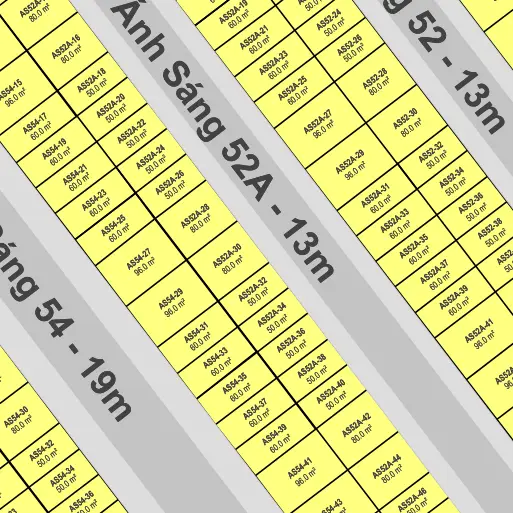 Ánh Sáng 52A - 13m
52 - 13m
54 - 19m
AS52A-16
80.0 m²
AS52A-18
50.0 m²
AS52A-20
50.0 m²
AS52A-22
50.0 m²
AS52A-24
50.0 m²
AS52A-26
50.0 m²
AS52A-28
80.0 m²
AS52A-30
80.0 m²
AS52A-32
50.0 m²
AS52A-34
50.0 m²
AS52A-36
50.0 m²
AS52A-38
50.0 m²
AS52A-40
50.0 m²
AS52A-42
80.0 m²
AS52A-44
80.0 m²
AS52A-46
50.0 m²
AS54-15
96.0 m²
AS54-17
60.0 m²
AS54-19
60.0 m²
AS54-21
60.0 m²
AS54-23
60.0 m²
AS54-25
60.0 m²
AS54-27
96.0 m²
AS54-29
96.0 m²
AS54-31
60.0 m²
AS54-33
60.0 m²
AS54-35
60.0 m²
AS54-37
60.0 m²
AS54-39
60.0 m²
AS54-41
96.0 m²
AS54-43
AS52A-19
60.0 m²
AS52A-21
60.0 m²
AS52A-23
60.0 m²
AS52A-25
60.0 m²
AS52A-27
96.0 m²
AS52A-29
96.0 m²
AS52A-31
60.0 m²
AS52A-33
60.0 m²
AS52A-35
60.0 m²
AS52A-37
60.0 m²
AS52A-39
60.0 m²
AS52A-41
96.0 m²
AS52-24
50.0 m²
AS52-26
50.0 m²
AS52-28
80.0 m²
AS52-30
80.0 m²
AS52-32
50.0 m²
AS52-34
50.0 m²
AS52-36
50.0 m²
AS52-38
50.0 m²
AS54-30
80.0 m²
AS54-32
50.0 m²
AS54-34
50.0 m²
AS54-36